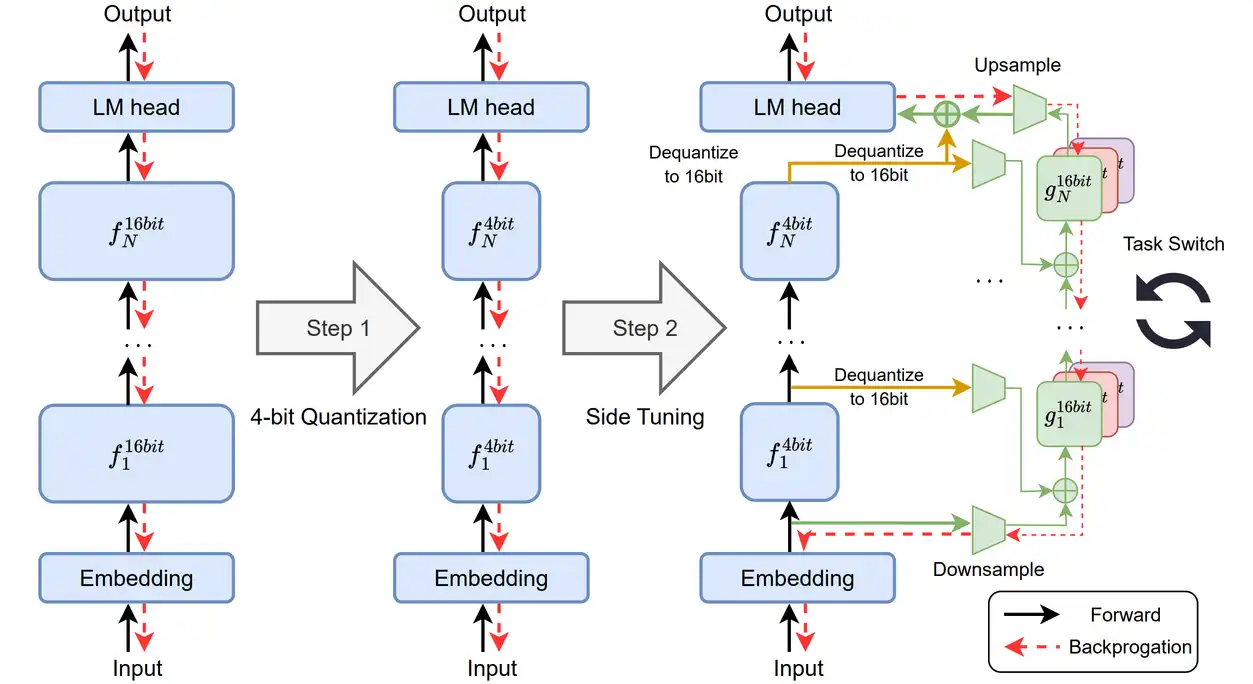 Output
LM head
f_N^{16bit}
...
f_1^{16bit}
Embedding
Input
Step 1
4-bit Quantization
Output
LM head
f_N^{4bit}
...
f_1^{4bit}
Embedding
Input
Step 2
Side Tuning
Output
LM head
Dequantize
to 16bit
f_N^{4bit}
...
f_1^{4bit}
Embedding
Input
Upsample
Dequantize
to 16bit
g_N^{16bit}
t
t
...
...
Task Switch
Dequantize
to 16bit
g_1^{16bit}
t
t
Downsample
Forward
Backprogation